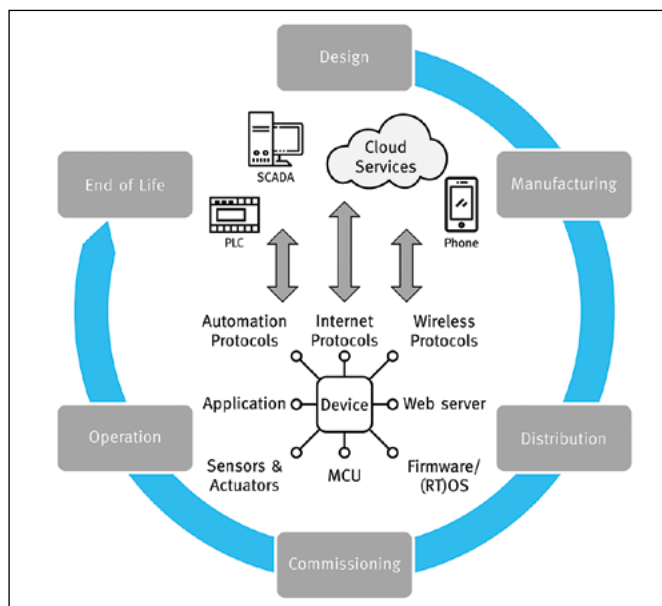 Design
SCADA
Cloud
Services
End of Life
Manufacturing
PLC
Phone
Automation
Protocols
Internet
Protocols
Wireless
Protocols
Application
Device
Web server
Operation
Distribution
Sensors &
Actuators
MCU
Firmware/
(RT)OS
Commissioning